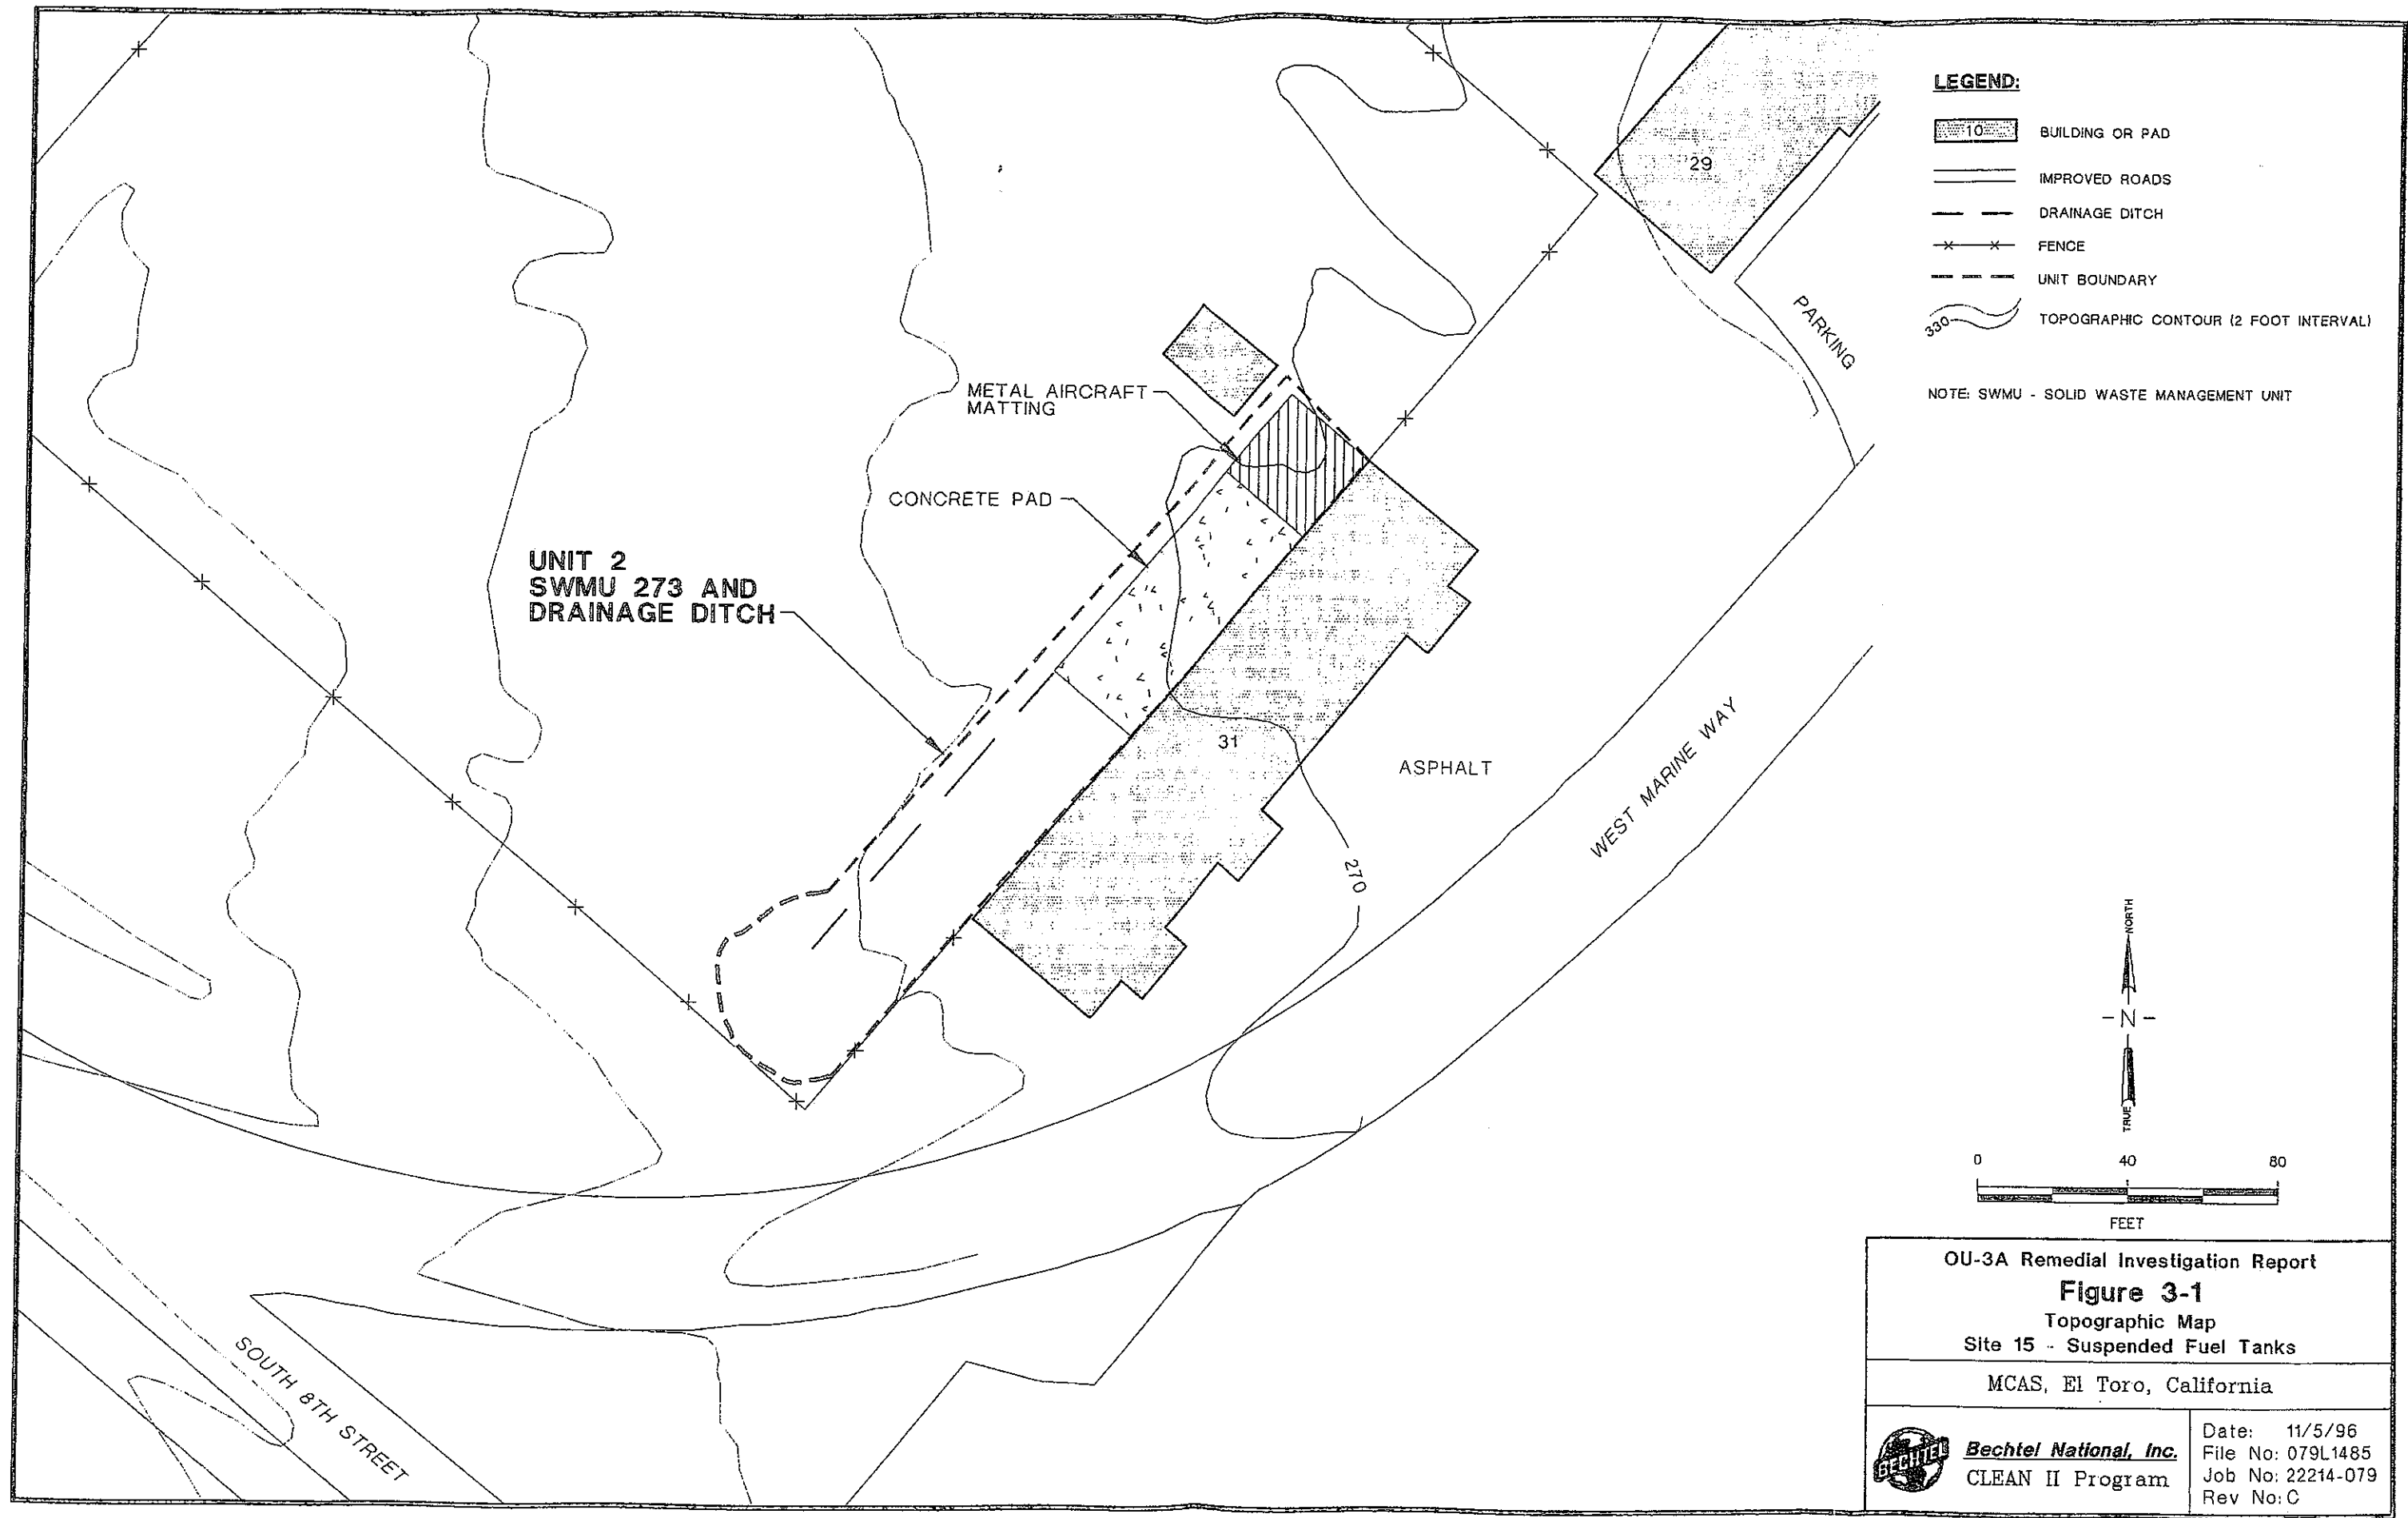 LEGEND:
10
BUILDING OR PAD
IMPROVED ROADS
DRAINAGE DITCH
FENCE
UNIT BOUNDARY
330
TOPOGRAPHIC CONTOUR (2 FOOT INTERVAL)
NOTE: SWMU - SOLID WASTE MANAGEMENT UNIT
29
PARKING
METAL AIRCRAFT
MATTING
CONCRETE PAD
UNIT 2
SWMU 273 AND
DRAINAGE DITCH
31
ASPHALT
WEST MARINE WAY
270
SOUTH 8TH STREET
NORTH
-N-
TRUE
0 40 80
FEET
OU-3A Remedial Investigation Report
Figure 3-1
Topographic Map
Site 15 - Suspended Fuel Tanks
MCAS, El Toro, California
BECHTEL
Bechtel National, Inc.
CLEAN II Program
Date: 11/5/96
File No: 079L1485
Job No: 22214-079
Rev No: C